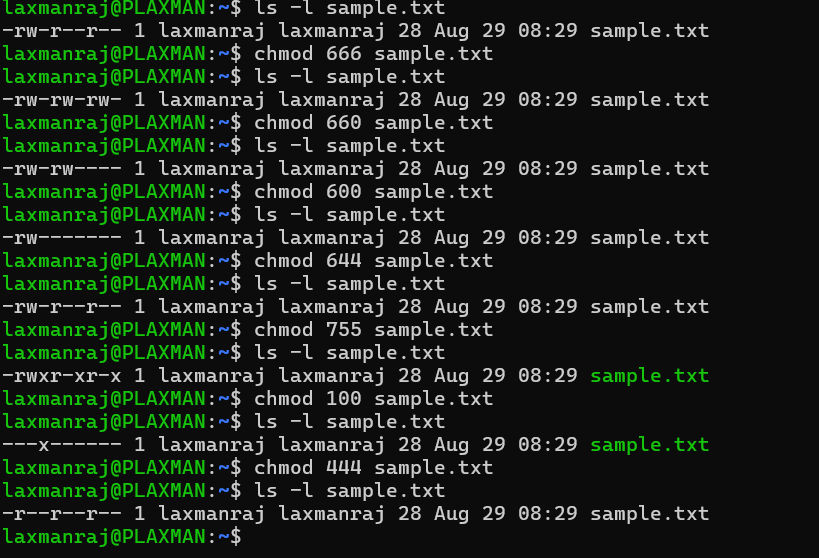 laxmanraj@PLAXMAN:~$ ls -l sample.txt
-rw-r--r-- 1 laxmanraj laxmanraj 28 Aug 29 08:29 sample.txt
laxmanraj@PLAXMAN:~$ chmod 666 sample.txt
laxmanraj@PLAXMAN:~$ ls -l sample.txt
-rw-rw-rw- 1 laxmanraj laxmanraj 28 Aug 29 08:29 sample.txt
laxmanraj@PLAXMAN:~$ chmod 660 sample.txt
laxmanraj@PLAXMAN:~$ ls -l sample.txt
-rw-rw---- 1 laxmanraj laxmanraj 28 Aug 29 08:29 sample.txt
laxmanraj@PLAXMAN:~$ chmod 600 sample.txt
laxmanraj@PLAXMAN:~$ ls -l sample.txt
-rw------- 1 laxmanraj laxmanraj 28 Aug 29 08:29 sample.txt
laxmanraj@PLAXMAN:~$ chmod 644 sample.txt
laxmanraj@PLAXMAN:~$ ls -l sample.txt
-rw-r--r-- 1 laxmanraj laxmanraj 28 Aug 29 08:29 sample.txt
laxmanraj@PLAXMAN:~$ chmod 755 sample.txt
laxmanraj@PLAXMAN:~$ ls -l sample.txt
-rwxr-xr-x 1 laxmanraj laxmanraj 28 Aug 29 08:29 sample.txt
laxmanraj@PLAXMAN:~$ chmod 100 sample.txt
laxmanraj@PLAXMAN:~$ ls -l sample.txt
---x------ 1 laxmanraj laxmanraj 28 Aug 29 08:29 sample.txt
laxmanraj@PLAXMAN:~$ chmod 444 sample.txt
laxmanraj@PLAXMAN:~$ ls -l sample.txt
-r--r--r-- 1 laxmanraj laxmanraj 28 Aug 29 08:29 sample.txt
laxmanraj@PLAXMAN:~$